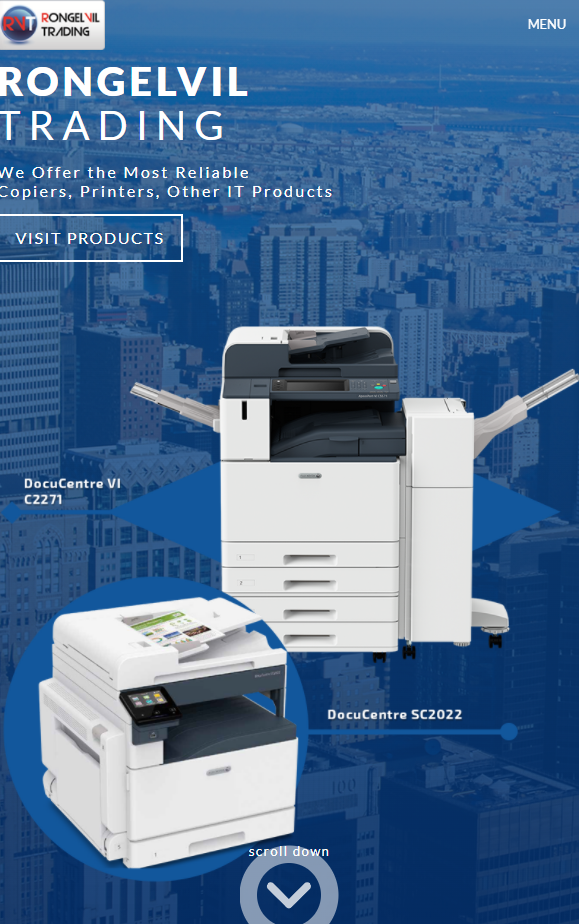 RVT RONGELVIL
TRADING
MENU
RONGELVIL
TRADING
We Offer the Most Reliable
Copiers, Printers, Other IT Products
VISIT PRODUCTS
DocuCentre VI
C2271
DocuCentre SC2022
scroll down